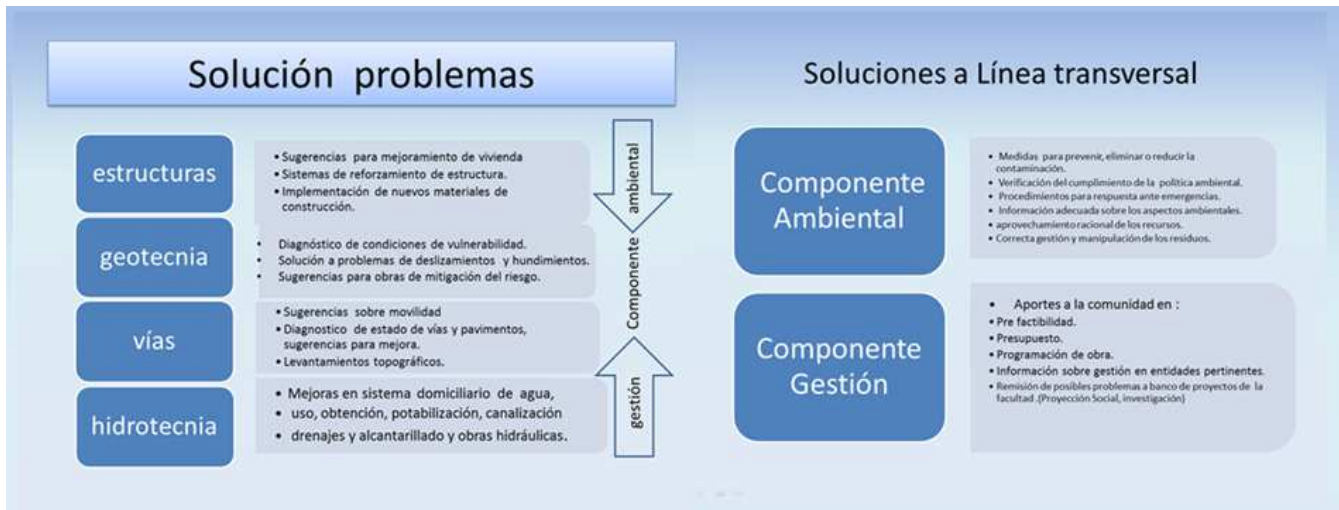 Solución problemas
estructuras
• Sugerencias para mejoramiento de vivienda
• Sistemas de reforzamiento de estructura.
• Implementación de nuevos materiales de
construcción.
geotecnia
• Diagnóstico de condiciones de vulnerabilidad.
• Solución a problemas de deslizamientos y hundimientos.
• Sugerencias para obras de mitigación del riesgo.
vías
• Sugerencias sobre movilidad
• Diagnostico de estado de vías y pavimentos,
sugerencias para mejora.
• Levantamientos topográficos.
hidrotecnia
• Mejoras en sistema domiciliario de agua,
• uso, obtención, potabilización, canalización
• drenajes y alcantarillado y obras hidráulicas.
ambiental
Componente
gestión
Soluciones a Línea transversal
Componente
Ambiental
• Medidas para prevenir, eliminar o reducir la
contaminación.
• Verificación del cumplimiento de la política ambiental.
• Procedimientos para respuesta ante emergencias.
• Información adecuada sobre los aspectos ambientales.
• aprovechamiento racional de los recursos.
• Correcta gestión y manipulación de los residuos.
Componente
Gestión
• Aportes a la comunidad en :
• Pre factibilidad.
• Presupuesto.
• Programación de obra.
• Información sobre gestión en entidades pertinentes.
• Remisión de posibles problemas a banco de proyectos de la
facultad .(Proyección Social, investigación)